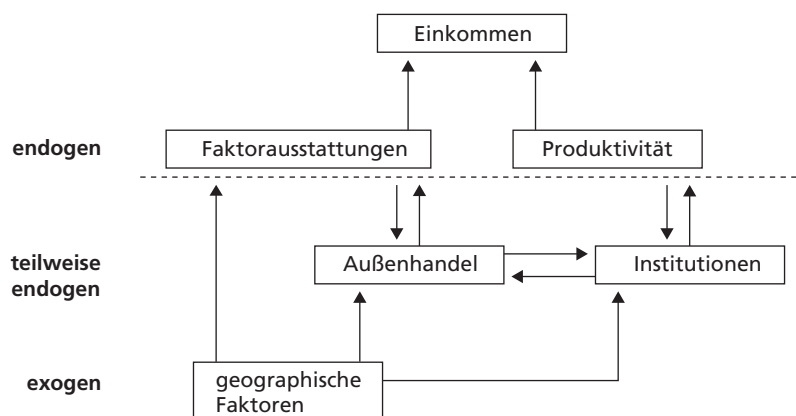 Einkommen
endogen
Faktorausstattungen
Produktivität
teilweise
endogen
Außenhandel
Institutionen
exogen
geographische
Faktoren